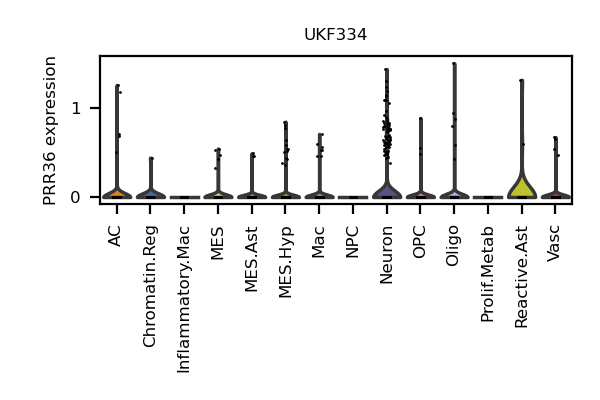 UKF334
PRR36 expression
1
0
AC
Chromatin.Reg
Inflammatory.Mac
MES
MES.Ast
MES.Hyp
Mac
NPC
Neuron
OPC
Oligo
Prolif.Metab
Reactive.Ast
Vasc